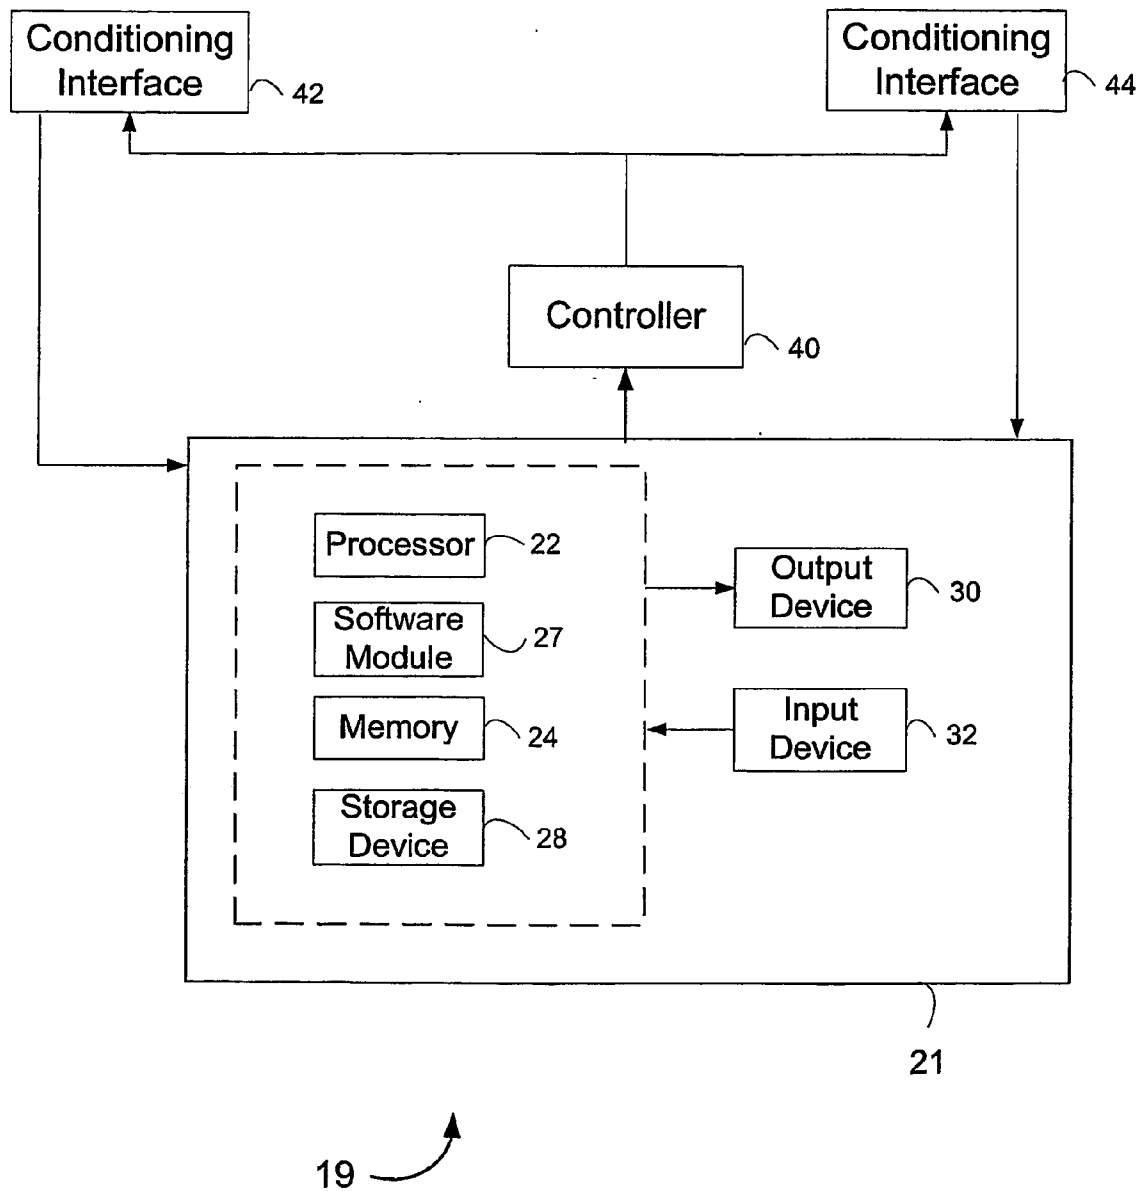 Conditioning
Interface
42
Conditioning
Interface
44
Controller
40
Processor
22
Software
Module
27
Memory
24
Storage
Device
28
Output
Device
30
Input
Device
32
21
19